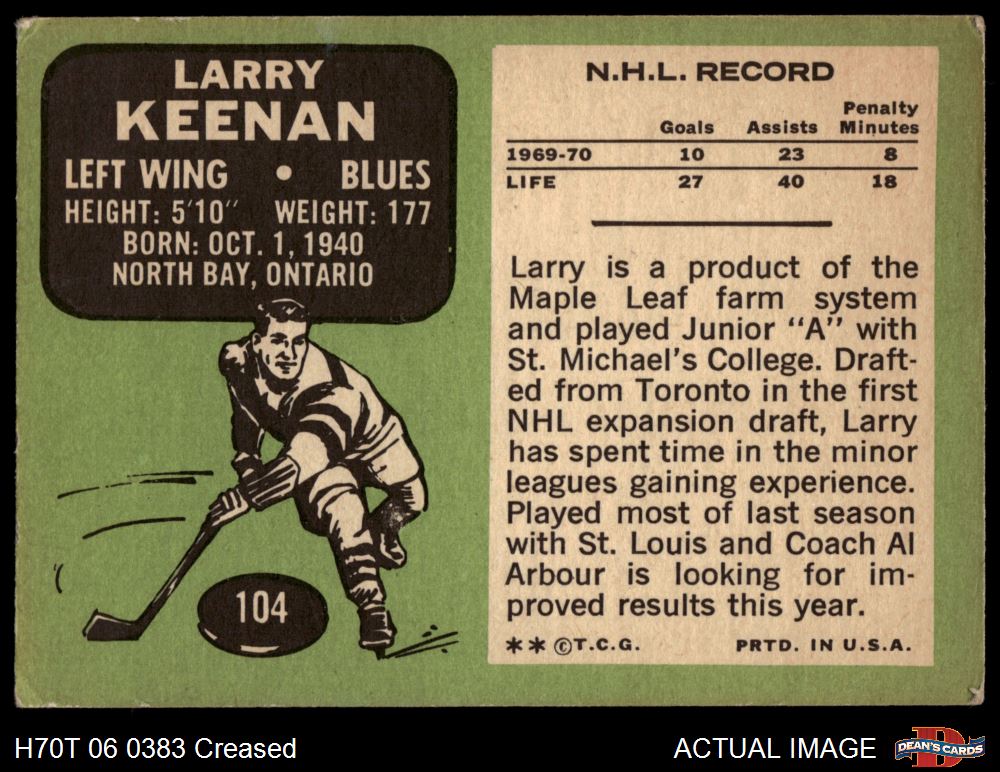 LARRY
KEENAN
LEFT WING • BLUES
HEIGHT: 5'10" WEIGHT: 177
BORN: OCT. 1, 1940
NORTH BAY, ONTARIO
104
N.H.L. RECORD
Goals Assists Penalty Minutes
1969-70 10 23 8
LIFE 27 40 18
Larry is a product of the
Maple Leaf farm system
and played Junior "A" with
St. Michael's College. Draft-
ed from Toronto in the first
NHL expansion draft, Larry
has spent time in the minor
leagues gaining experience.
Played most of last season
with St. Louis and Coach Al
Arbour is looking for im-
proved results this year.
** ©T.C.G. PRTD. IN U.S.A.
H70T 06 0383 Creased ACTUAL IMAGE DEAN'S CARDS